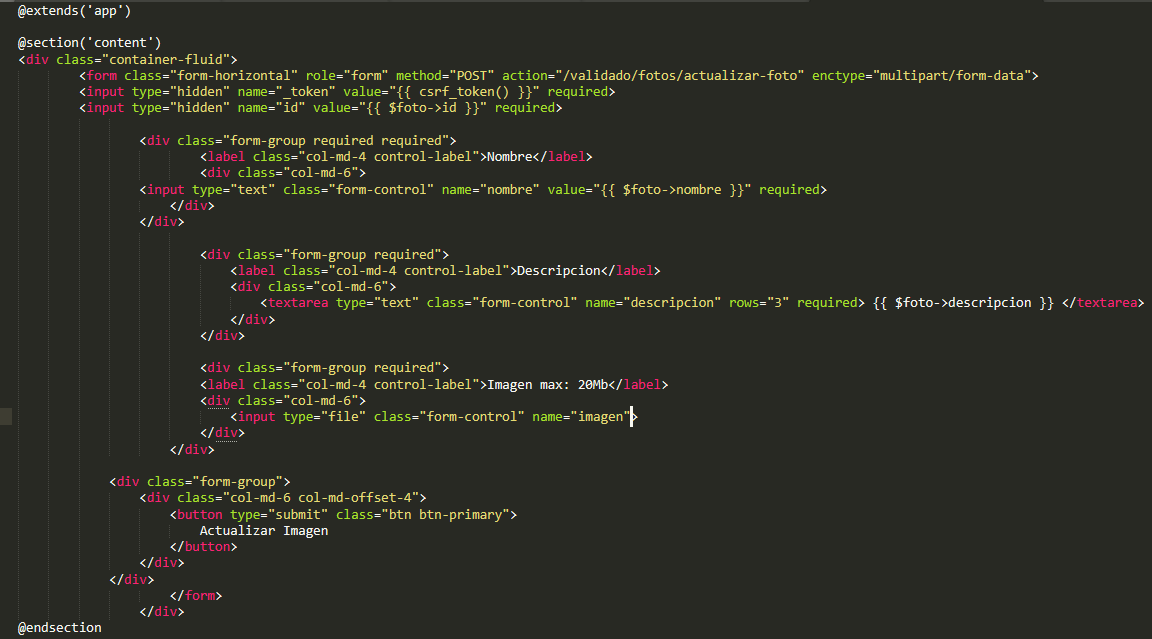 @extends('app')
@section('content')
<div class="container-fluid">
<form class="form-horizontal" role="form" method="POST" action="/validado/fotos/actualizar-foto" enctype="multipart/form-data">
<input type="hidden" name="_token" value="{{ csrf_token() }}" required>
<input type="hidden" name="id" value="{{ $foto->id }}" required>
<div class="form-group required required">
<label class="col-md-4 control-label">Nombre</label>
<div class="col-md-6">
<input type="text" class="form-control" name="nombre" value="{{ $foto->nombre }}" required>
</div>
</div>
<div class="form-group required">
<label class="col-md-4 control-label">Descripcion</label>
<div class="col-md-6">
<textarea type="text" class="form-control" name="descripcion" rows="3" required> {{ $foto->descripcion }} </textarea>
</div>
</div>
<div class="form-group required">
<label class="col-md-4 control-label">Imagen max: 20Mb</label>
<div class="col-md-6">
<input type="file" class="form-control" name="imagen">
</div>
</div>
<div class="form-group">
<div class="col-md-6 col-md-offset-4">
<button type="submit" class="btn btn-primary">
Actualizar Imagen
</button>
</div>
</div>
</form>
</div>
@endsection